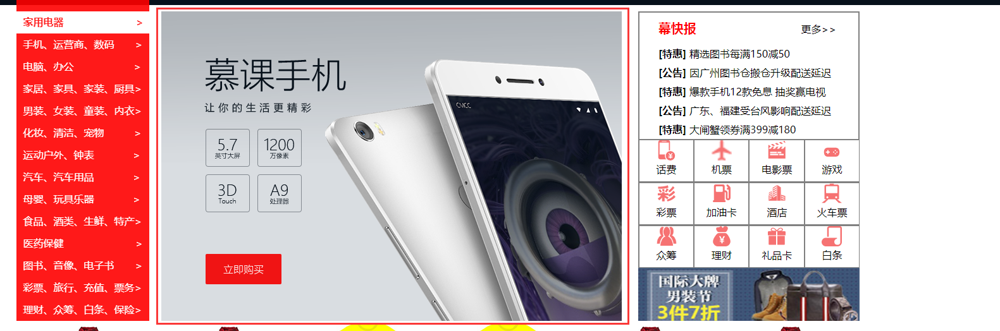 家用电器 >
手机、运营商、数码 >
电脑、办公 >
家居、家具、家装、厨具>
男装、女装、童装、内衣>
化妆、清洁、宠物 >
运动户外、钟表 >
汽车、汽车用品 >
母婴、玩具乐器 >
食品、酒类、生鲜、特产>
医药保健 >
图书、音像、电子书 >
彩票、旅行、充值、票务>
理财、众筹、白条、保险>
慕课手机
让你的生活更精彩
5.7 1200
英寸大屏 万像素
3D A9
Touch 处理器
立即购买
CMCC
幕快报 更多>>
[特惠] 精选图书每满150减50
[公告] 因广州图书仓搬仓升级配送延迟
[特惠] 爆款手机12款免息 抽奖赢电视
[公告] 广东、福建受台风影响配送延迟
[特惠] 大闸蟹领券满399减180
话费 机票 电影票 游戏
彩
彩票 加油卡 酒店 火车票
众筹 理财 礼品卡 白条
国际大牌
男装节
3件7折